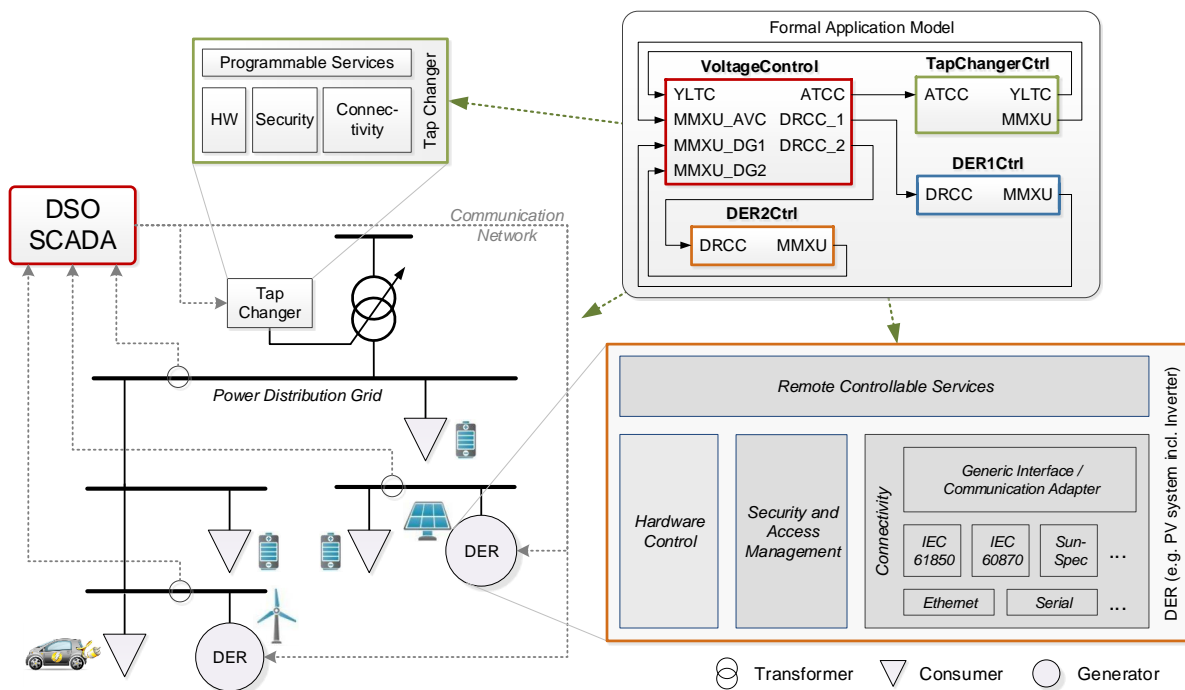 Formal Application Model
VoltageControl
YLTC
ATCC
MMXU_AVC
DRCC_1
MMXU_DG1
DRCC_2
MMXU_DG2
TapChangerCtrl
ATCC
YLTC
MMXU
DER1Ctrl
DRCC
MMXU
DER2Ctrl
DRCC
MMXU
Programmable Services
HW
Security
Connec-
tivity
Tap Changer
DSO
SCADA
Communication
Network
Tap
Changer
Power Distribution Grid
DER
DER
Remote Controllable Services
Hardware
Control
Security and
Access
Management
Connectivity
Generic Interface /
Communication Adapter
IEC
61850
IEC
60870
Sun-
Spec
...
Ethernet
Serial
...
DER (e.g. PV system incl. Inverter)
Transformer
Consumer
Generator